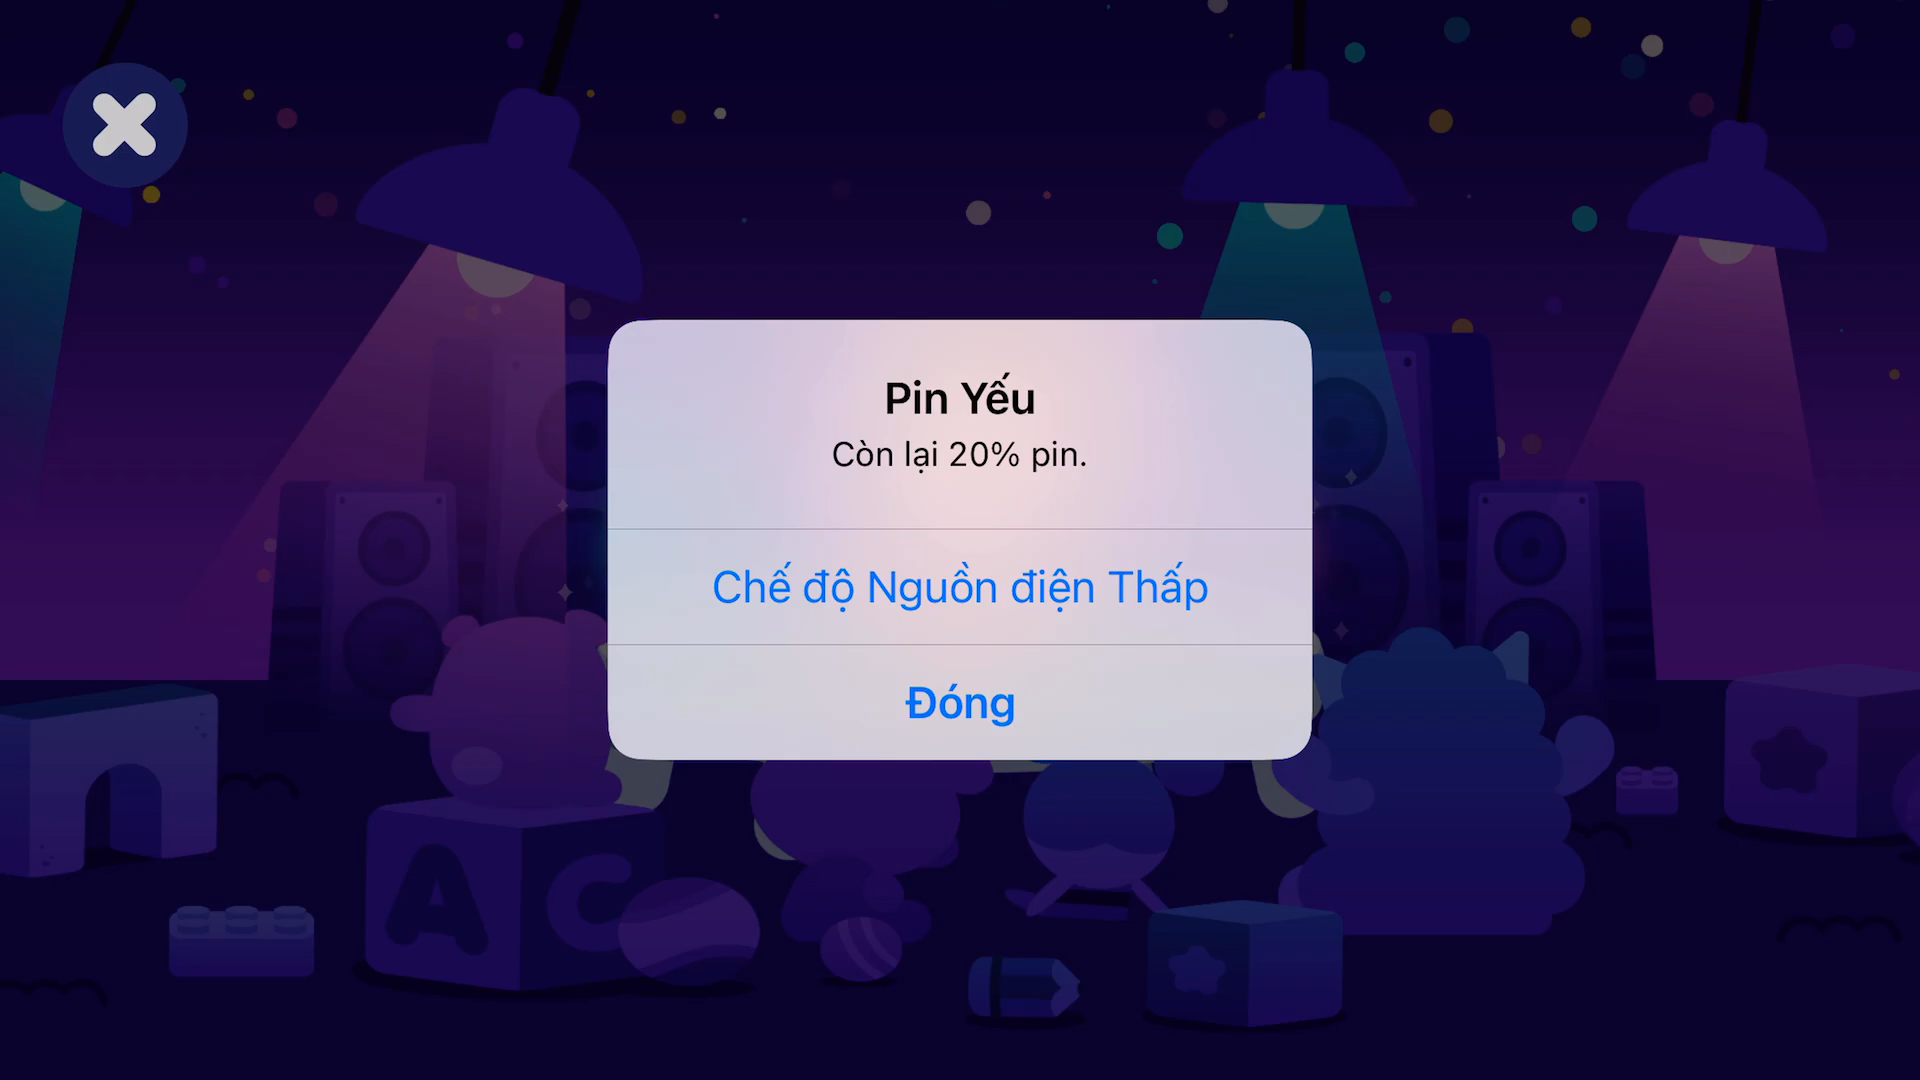 Pin Yếu
Còn lại 20% pin.
Chế độ Nguồn điện Thấp
Đóng
A C